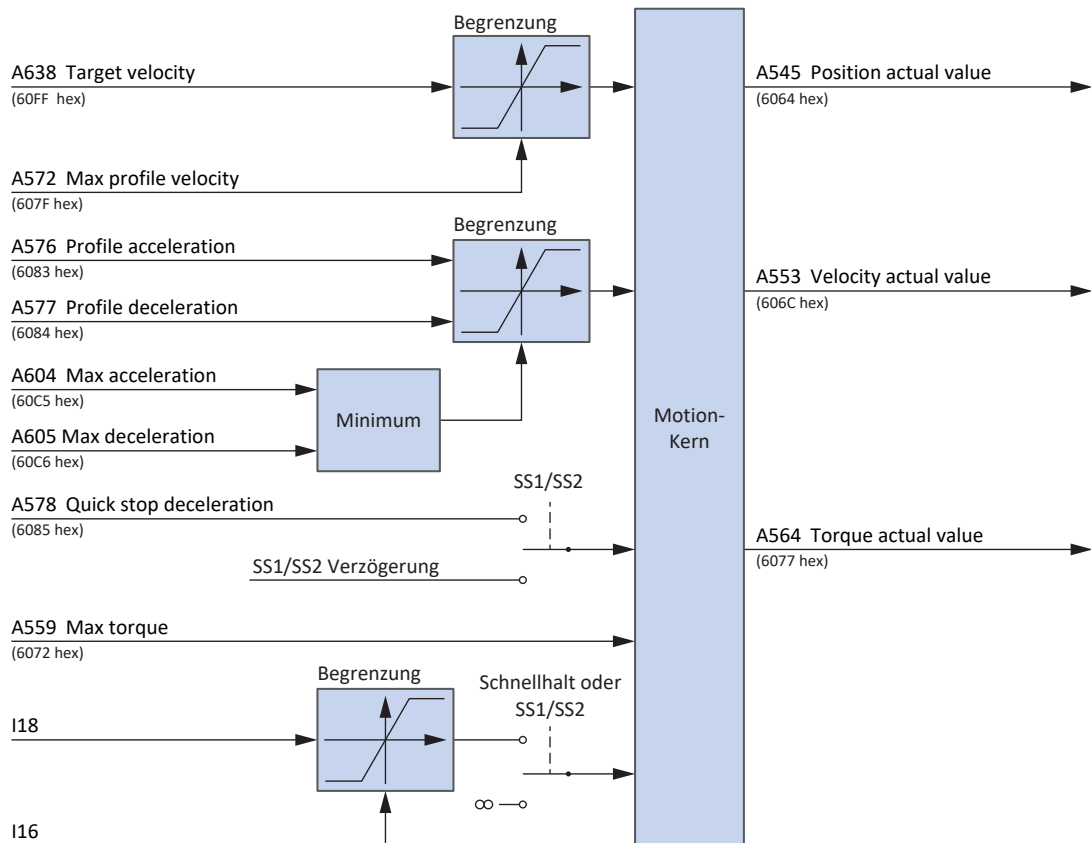 Begrenzung
A638 Target velocity
(60FF hex)
A572 Max profile velocity
(607F hex)
Begrenzung
A576 Profile acceleration
(6083 hex)
A577 Profile deceleration
(6084 hex)
A604 Max acceleration
(60C5 hex)
Minimum
A605 Max deceleration
(60C6 hex)
SS1/SS2
A578 Quick stop deceleration
(6085 hex)
SS1/SS2 Verzögerung
A559 Max torque
(6072 hex)
Begrenzung
Schnellhalt oder
SS1/SS2
I18
∞
I16
Motion-
Kern
A545 Position actual value
(6064 hex)
A553 Velocity actual value
(606C hex)
A564 Torque actual value
(6077 hex)